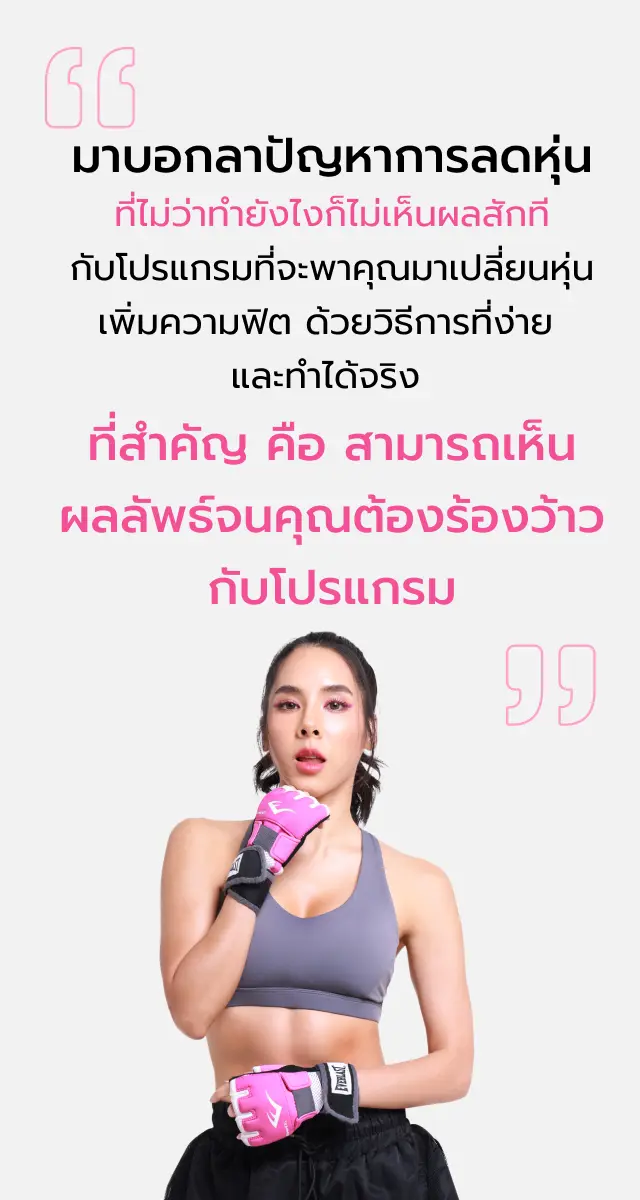 มาบอกลาปัญหาการลดหุ่น
ที่ไม่ว่าทำยังไงก็ไม่เห็นผลสักที
กับโปรแกรมที่จะพาคุณมาเปลี่ยนหุ่น
เพิ่มความฟิต ด้วยวิธีการที่ง่าย
และทำได้จริง
ที่สำคัญ คือ สามารถเห็น
ผลลัพธ์จนคุณต้องร้องว้าว
กับโปรแกรม
EVERLAST
EVERLAST